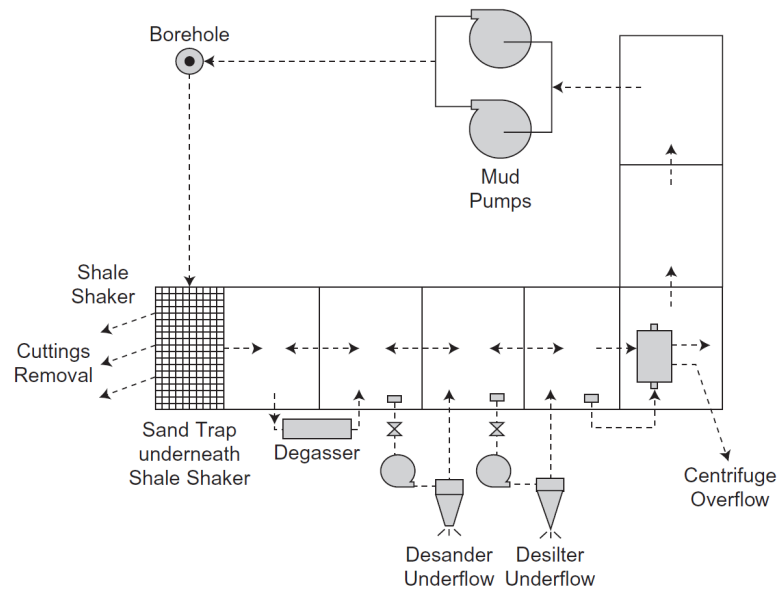 Borehole
Mud
Pumps
Shale
Shaker
Cuttings
Removal
Sand Trap
underneath
Shale Shaker
Degasser
Desander
Underflow
Desilter
Underflow
Centrifuge
Overflow